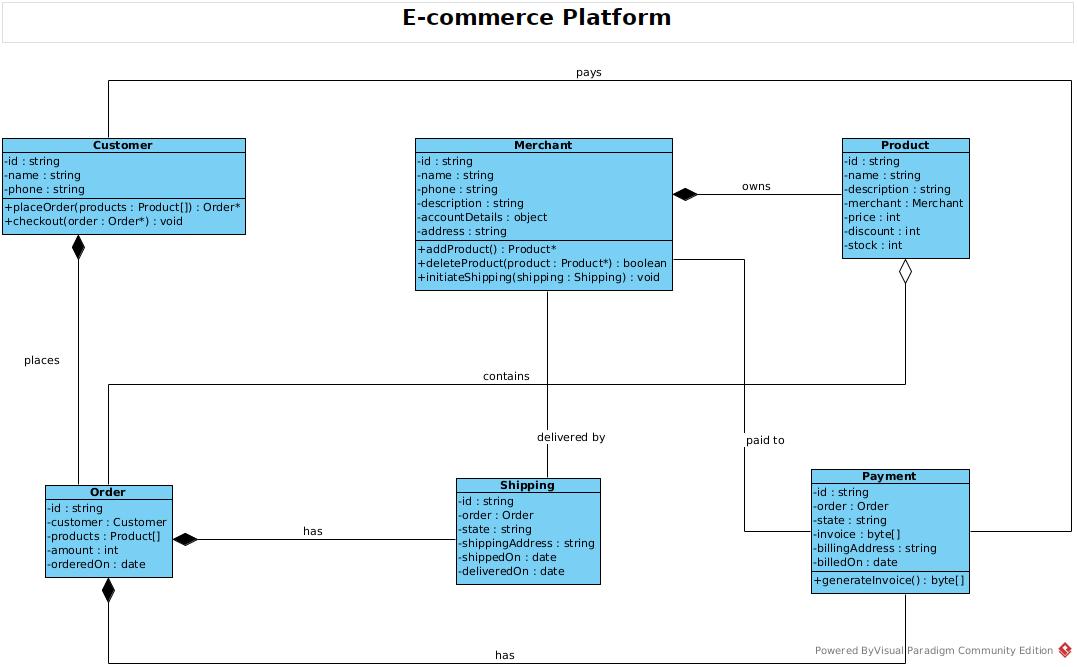 E-commerce Platform
pays
Customer
-id : string
-name : string
-phone : string
+placeOrder(products : Product[]) : Order*
+checkout(order : Order*) : void
Merchant
-id : string
-name : string
-phone : string
-description : string
-accountDetails : object
-address : string
+addProduct() : Product*
+deleteProduct(product : Product*) : boolean
+initiateShipping(shipping : Shipping) : void
owns
Product
-id : string
-name : string
-description : string
-merchant : Merchant
-price : int
-discount : int
-stock : int
places
contains
delivered by
paid to
Order
-id : string
-customer : Customer
-products : Product[]
-amount : int
-orderedOn : date
has
Shipping
-id : string
-order : Order
-state : string
-shippingAddress : string
-shippedOn : date
-deliveredOn : date
Payment
-id : string
-order : Order
-state : string
-invoice : byte[]
-billingAddress : string
-billedOn : date
+generateInvoice() : byte[]
has
Powered ByVisual Paradigm Community Edition